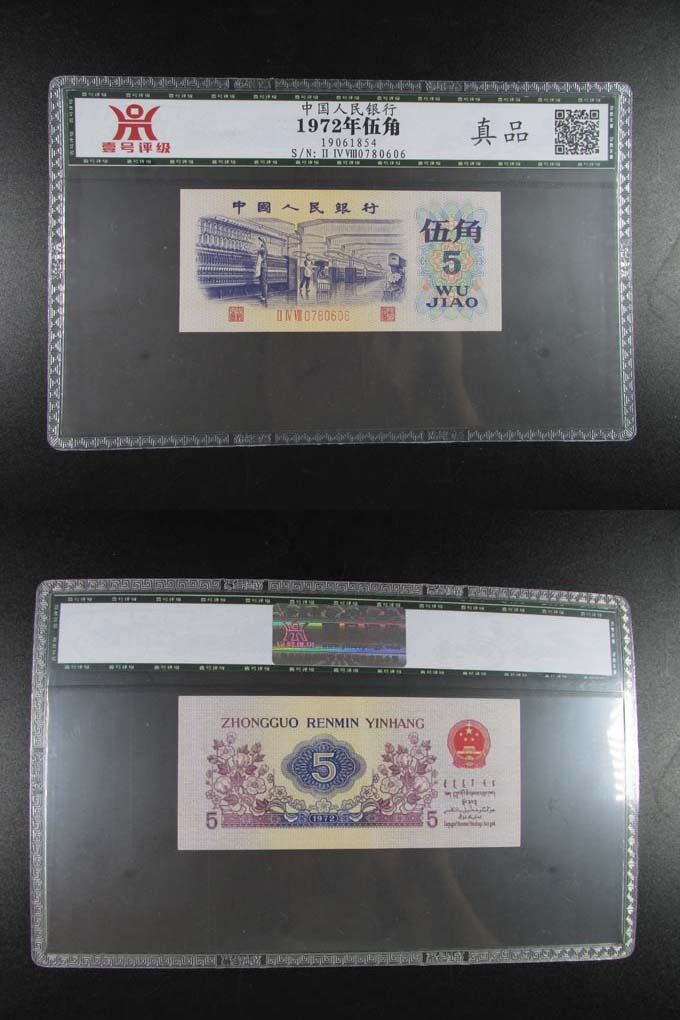 中国人民银行
1972年伍角
19061854
S/N: II IV VIII0780606
真品
壹号评级
中國人民銀行
伍角
5
WU
JIAO
II IV VIII 0780606
ZHONGGUO RENMIN YINHANG
5
5
(1972)
5